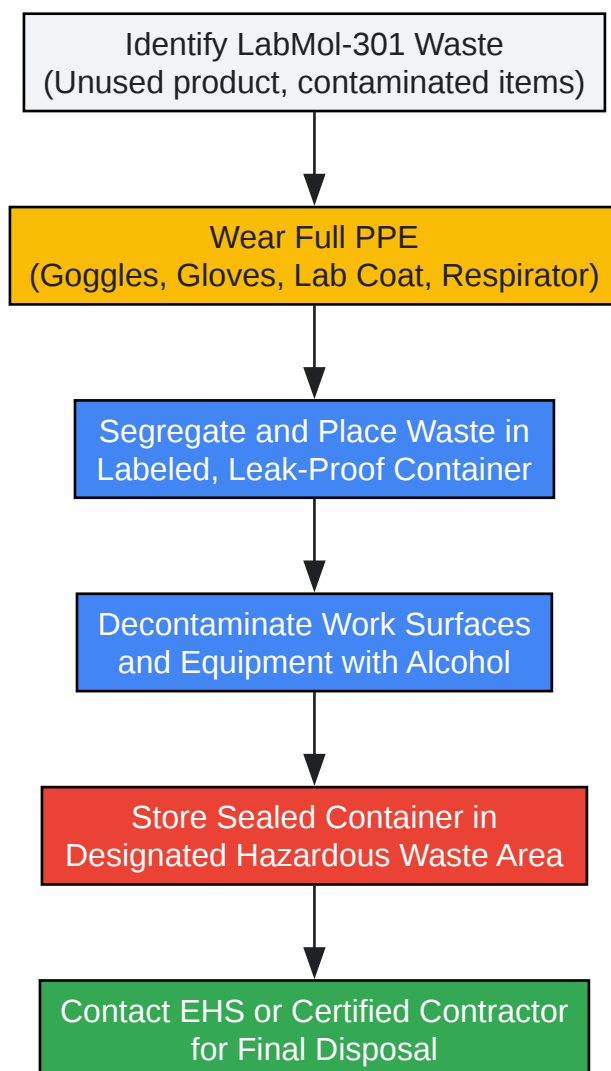 Identify LabMol-301 Waste
(Unused product, contaminated items)
Wear Full PPE
(Goggles, Gloves, Lab Coat, Respirator)
Segregate and Place Waste in
Labeled, Leak-Proof Container
Decontaminate Work Surfaces
and Equipment with Alcohol
Store Sealed Container in
Designated Hazardous Waste Area
Contact EHS or Certified Contractor
for Final Disposal